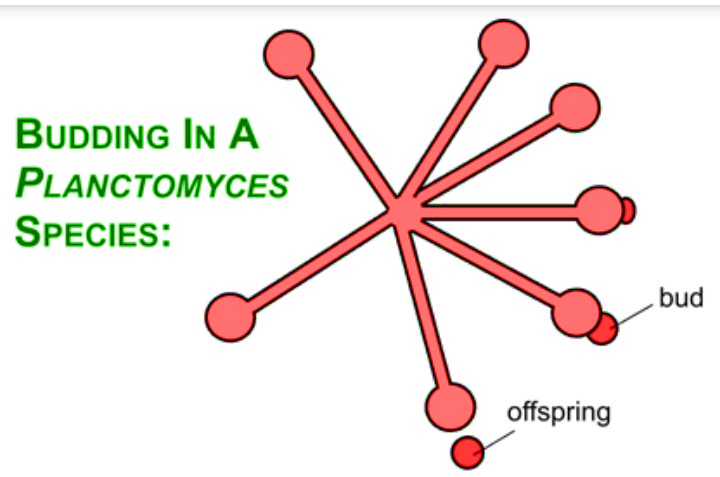 BUDDING IN A
PLANCTOMYCES
SPECIES:
bud
offspring